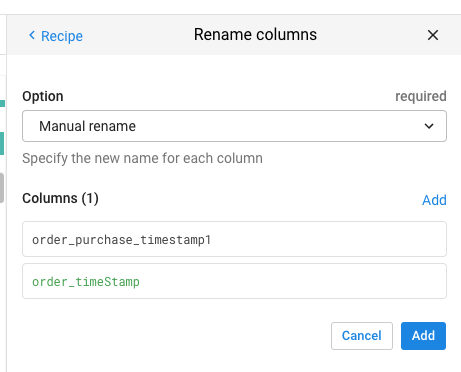 Recipe
Rename columns
Option
required
Manual rename
Specify the new name for each column
Columns (1)
Add
order_purchase_timestamp1
order_timeStamp
Cancel
Add